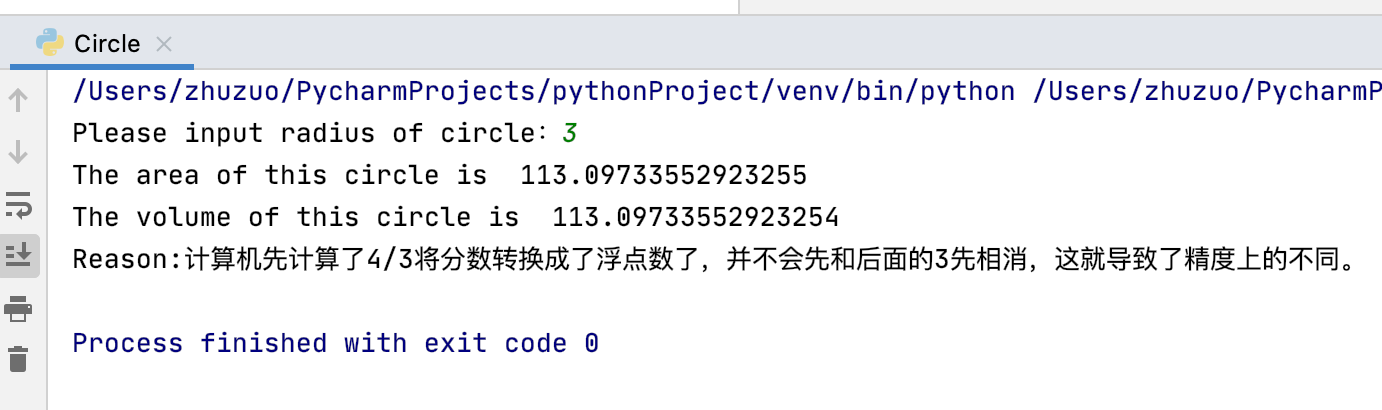 Circle
/Users/zhuzuo/PycharmProjects/pythonProject/venv/bin/python /Users/zhuzuo/PycharmP
Please input radius of circle：3
The area of this circle is  113.09733552923255
The volume of this circle is  113.09733552923254
Reason:计算机先计算了4/3将分数转换成了浮点数了，并不会先和后面的3先相消，这就导致了精度上的不同。
Process finished with exit code 0